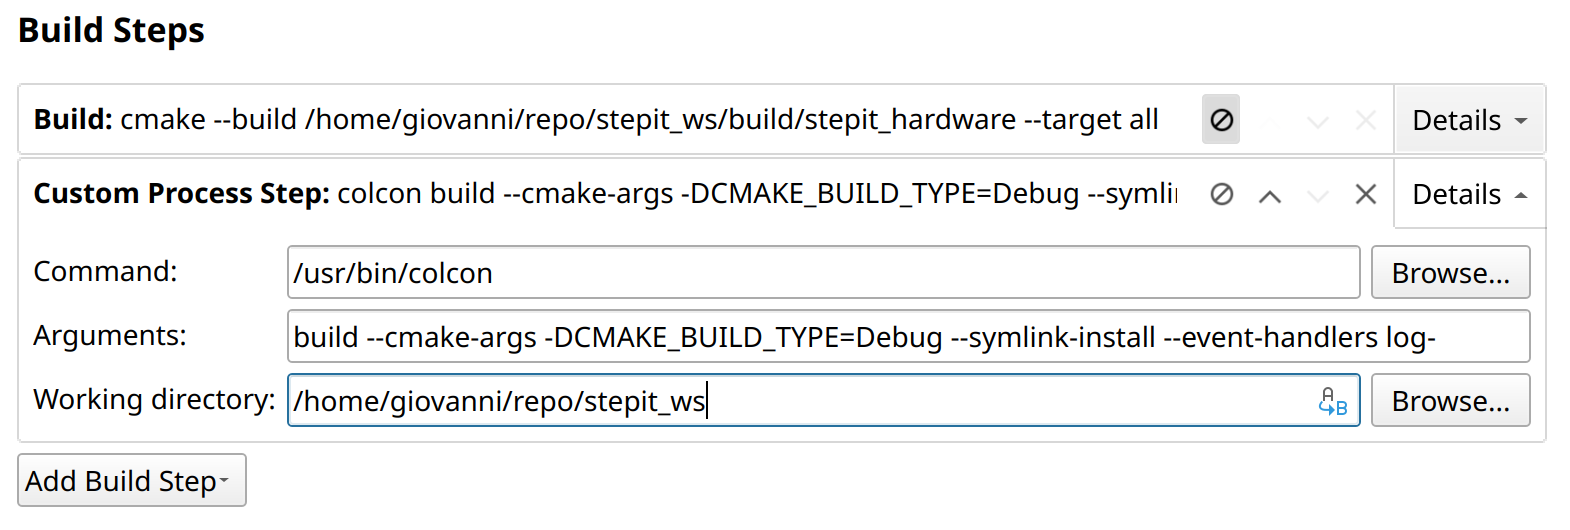 Build Steps
Build: cmake --build /home/giovanni/repo/stepit_ws/build/stepit_hardware --target all Details
Custom Process Step: colcon build --cmake-args -DCMAKE_BUILD_TYPE=Debug --symlin Details
Command: /usr/bin/colcon Browse...
Arguments: build --cmake-args -DCMAKE_BUILD_TYPE=Debug --symlink-install --event-handlers log-
Working directory: /home/giovanni/repo/stepit_ws A B Browse...
Add Build Step